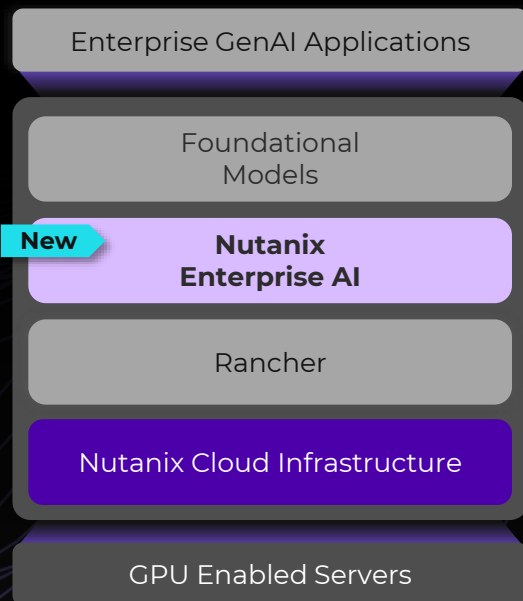 Enterprise GenAI Applications
Foundational
Models
New
Nutanix
Enterprise AI
Rancher
Nutanix Cloud Infrastructure
GPU Enabled Servers